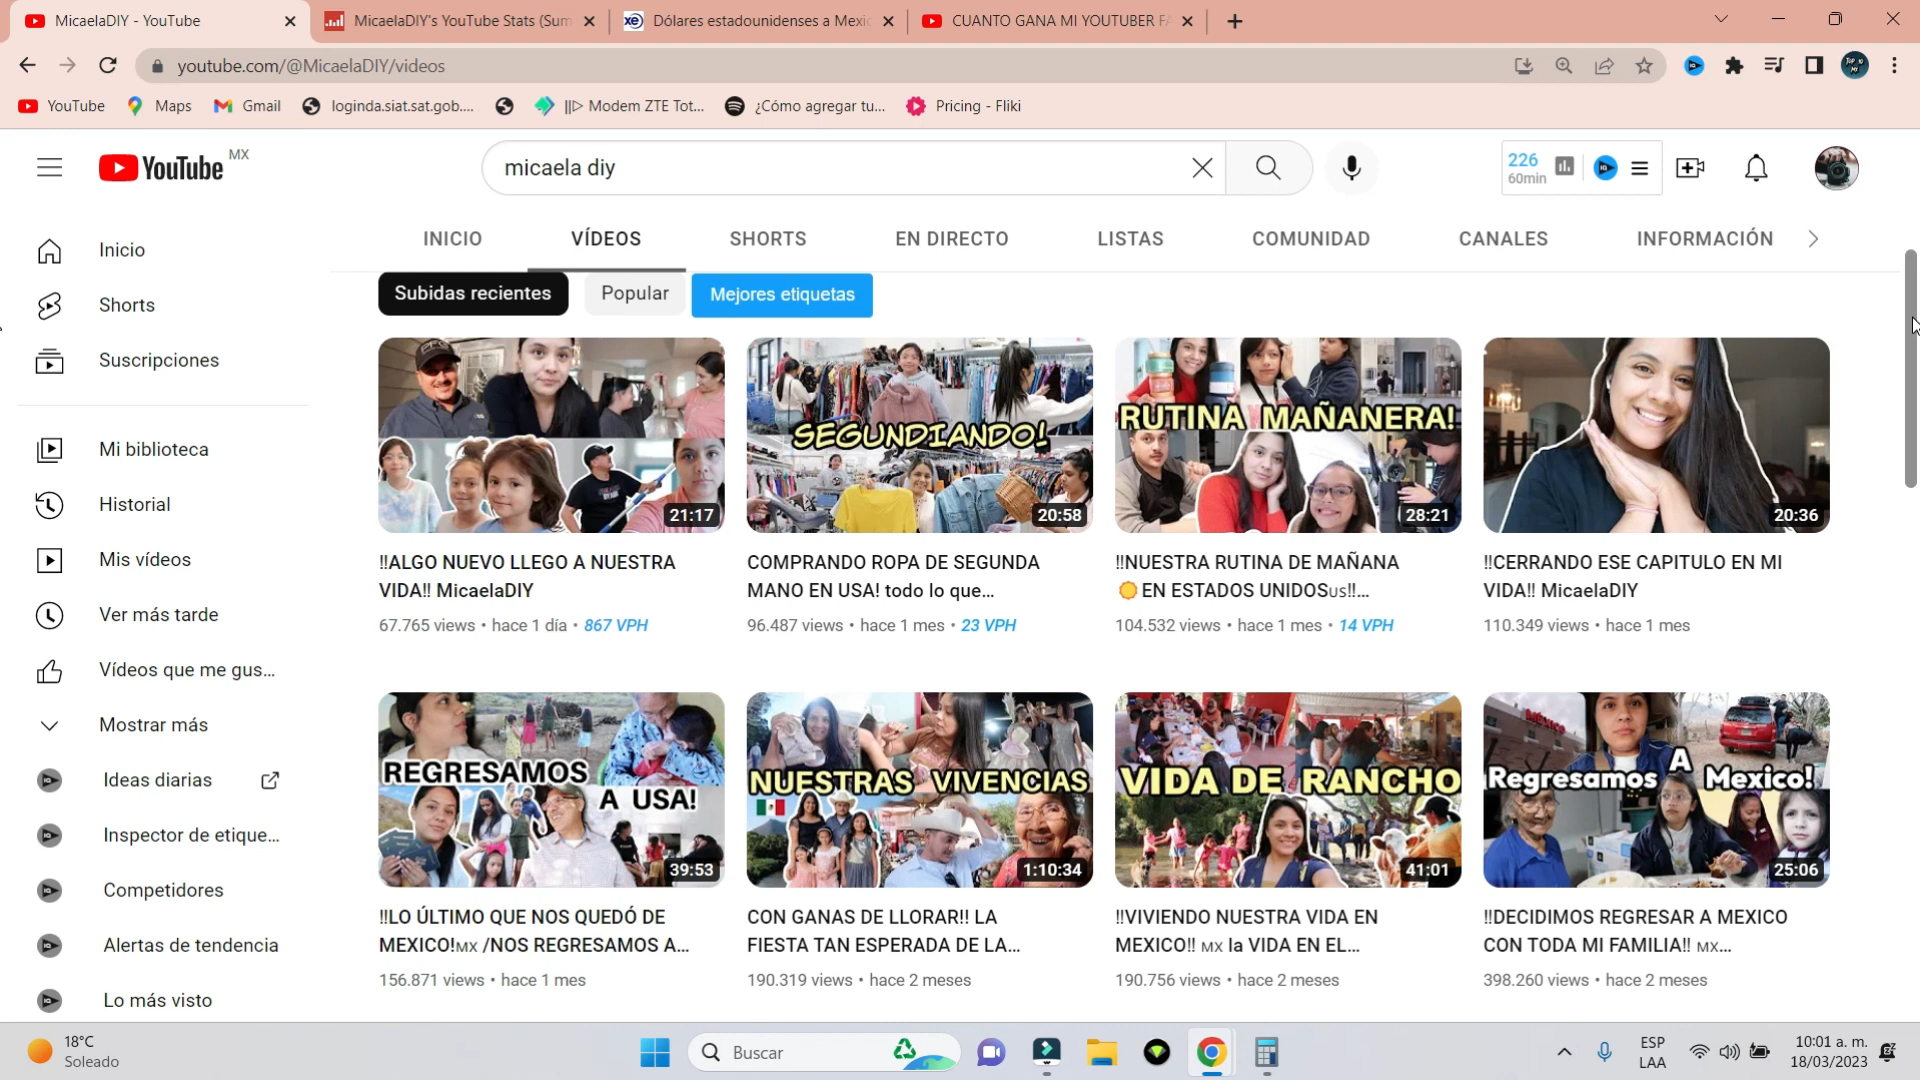 MicaelaDIY - YouTube
MicaelaDIY's YouTube Stats (Sum
Dólares estadounidenses a Mexic
CUANTO GANA MI YOUTUBER FA
youtube.com/@MicaelaDIY/videos
YouTube
Maps
Gmail
loginda.siat.sat.gob....
||▷ Modem ZTE Tot...
¿Cómo agregar tu...
Pricing - Fliki
YouTube MX
micaela diy
226
60min
INICIO
VÍDEOS
SHORTS
EN DIRECTO
LISTAS
COMUNIDAD
CANALES
INFORMACIÓN
Inicio
Shorts
Suscripciones
Mi biblioteca
Historial
Mis vídeos
Ver más tarde
Vídeos que me gus...
Mostrar más
Ideas diarias
Inspector de etique...
Competidores
Alertas de tendencia
Lo más visto
Subidas recientes
Popular
Mejores etiquetas
21:17
!!ALGO NUEVO LLEGO A NUESTRA
VIDA!! MicaelaDIY
67.765 views • hace 1 día • 867 VPH
SEGUNDIANDO!
20:58
COMPRANDO ROPA DE SEGUNDA
MANO EN USA! todo lo que...
96.487 views • hace 1 mes • 23 VPH
RUTINA MAÑANERA!
28:21
!!NUESTRA RUTINA DE MAÑANA
🌞EN ESTADOS UNIDOSus!!...
104.532 views • hace 1 mes • 14 VPH
20:36
!!CERRANDO ESE CAPITULO EN MI
VIDA!! MicaelaDIY
110.349 views • hace 1 mes
REGRESAMOS
A USA!
39:53
!!LO ÚLTIMO QUE NOS QUEDÓ DE
MEXICO!MX /NOS REGRESAMOS A...
156.871 views • hace 1 mes
NUESTRAS VIVENCIAS
1:10:34
CON GANAS DE LLORAR!! LA
FIESTA TAN ESPERADA DE LA...
190.319 views • hace 2 meses
VIDA DE RANCHO
41:01
!!VIVIENDO NUESTRA VIDA EN
MEXICO!! MX la VIDA EN EL...
190.756 views • hace 2 meses
MEXICO
Regresamos A Mexico!
25:06
!!DECIDIMOS REGRESAR A MEXICO
CON TODA MI FAMILIA!! MX...
398.260 views • hace 2 meses
18°C
Soleado
Buscar
ESP
LAA
10:01 a. m.
18/03/2023